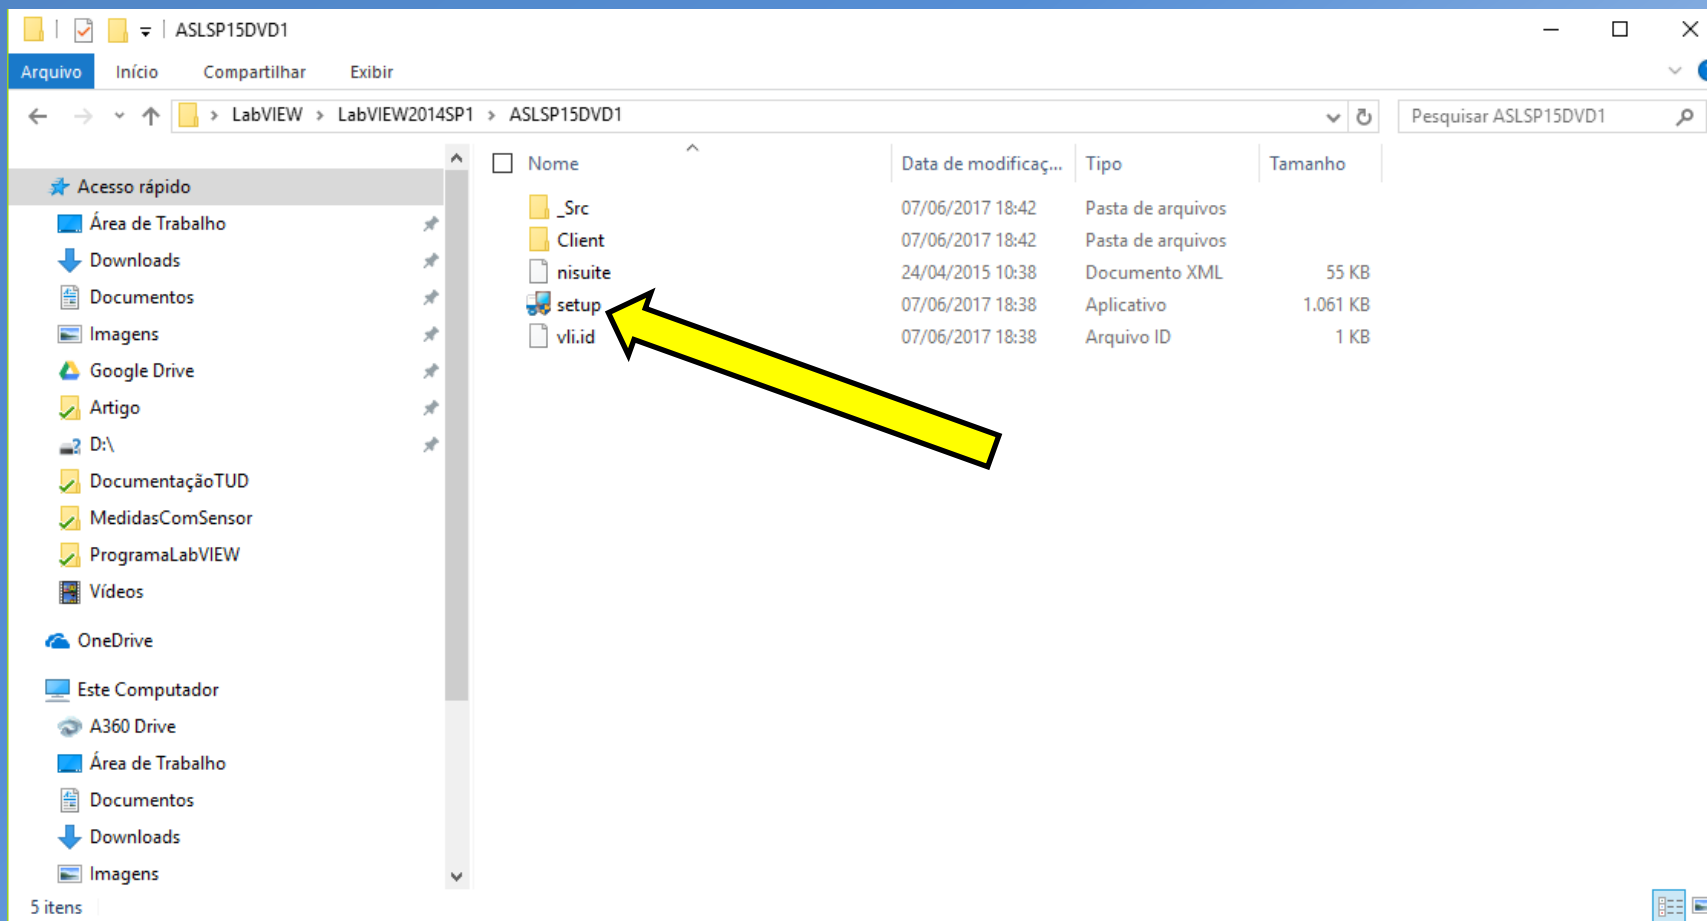 ASLSP15DVD1
Arquivo Início Compartilhar Exibir
LabVIEW > LabVIEW2014SP1 > ASLSP15DVD1
Pesquisar ASLSP15DVD1
Nome Data de modificaç... Tipo Tamanho
Acesso rápido
Área de Trabalho
Downloads
Documentos
Imagens
Google Drive
Artigo
D:\
DocumentaçãoTUD
MedidasComSensor
ProgramaLabVIEW
Vídeos
OneDrive
Este Computador
A360 Drive
Área de Trabalho
Documentos
Downloads
Imagens
_Src 07/06/2017 18:42 Pasta de arquivos
Client 07/06/2017 18:42 Pasta de arquivos
nisuite 24/04/2015 10:38 Documento XML 55 KB
setup 07/06/2017 18:38 Aplicativo 1.061 KB
vli.id 07/06/2017 18:38 Arquivo ID 1 KB
5 itens